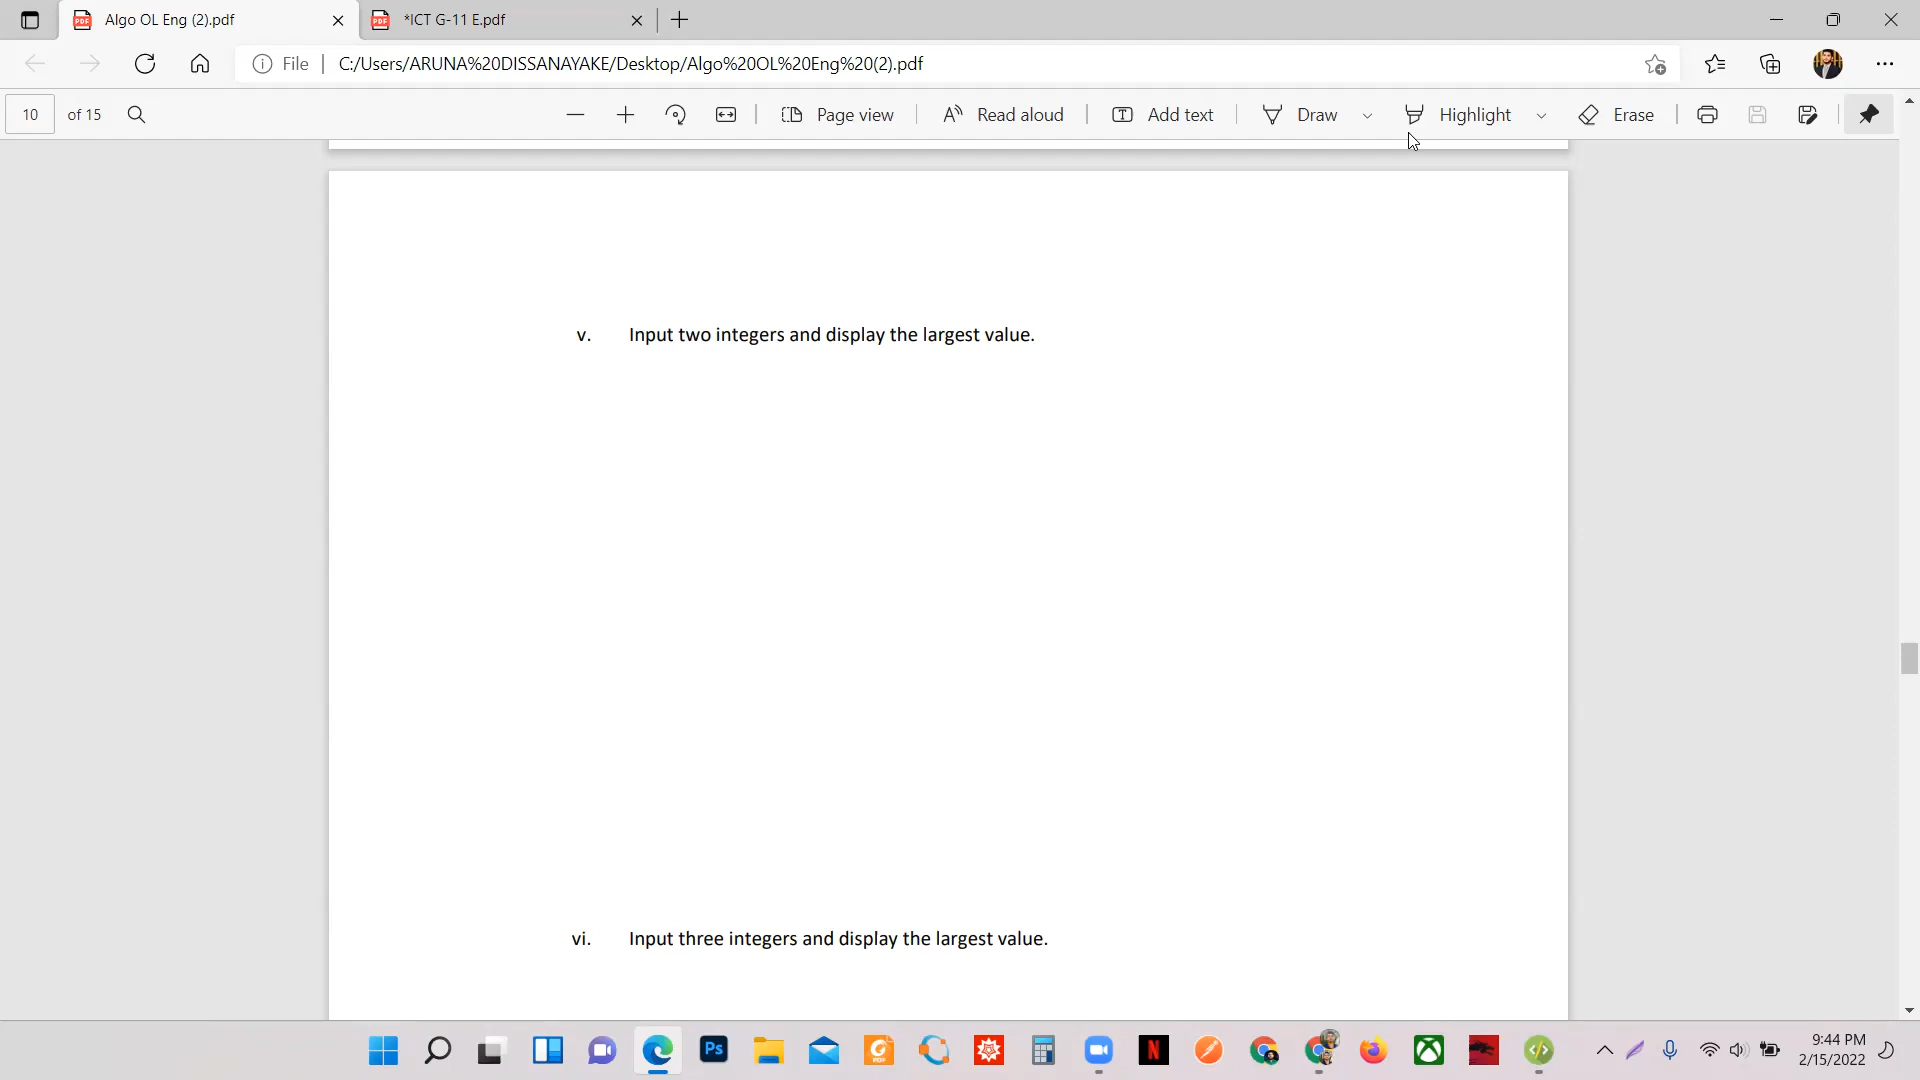 Algo OL Eng (2).pdf
*ICT G-11 E.pdf
File
C:/Users/ARUNA%20DISSANAYAKE/Desktop/Algo%20OL%20Eng%20(2).pdf
10 of 15
Page view
Read aloud
Add text
Draw
Highlight
Erase
v. Input two integers and display the largest value.
vi. Input three integers and display the largest value.
Ps
PDF
N
9:44 PM
2/15/2022